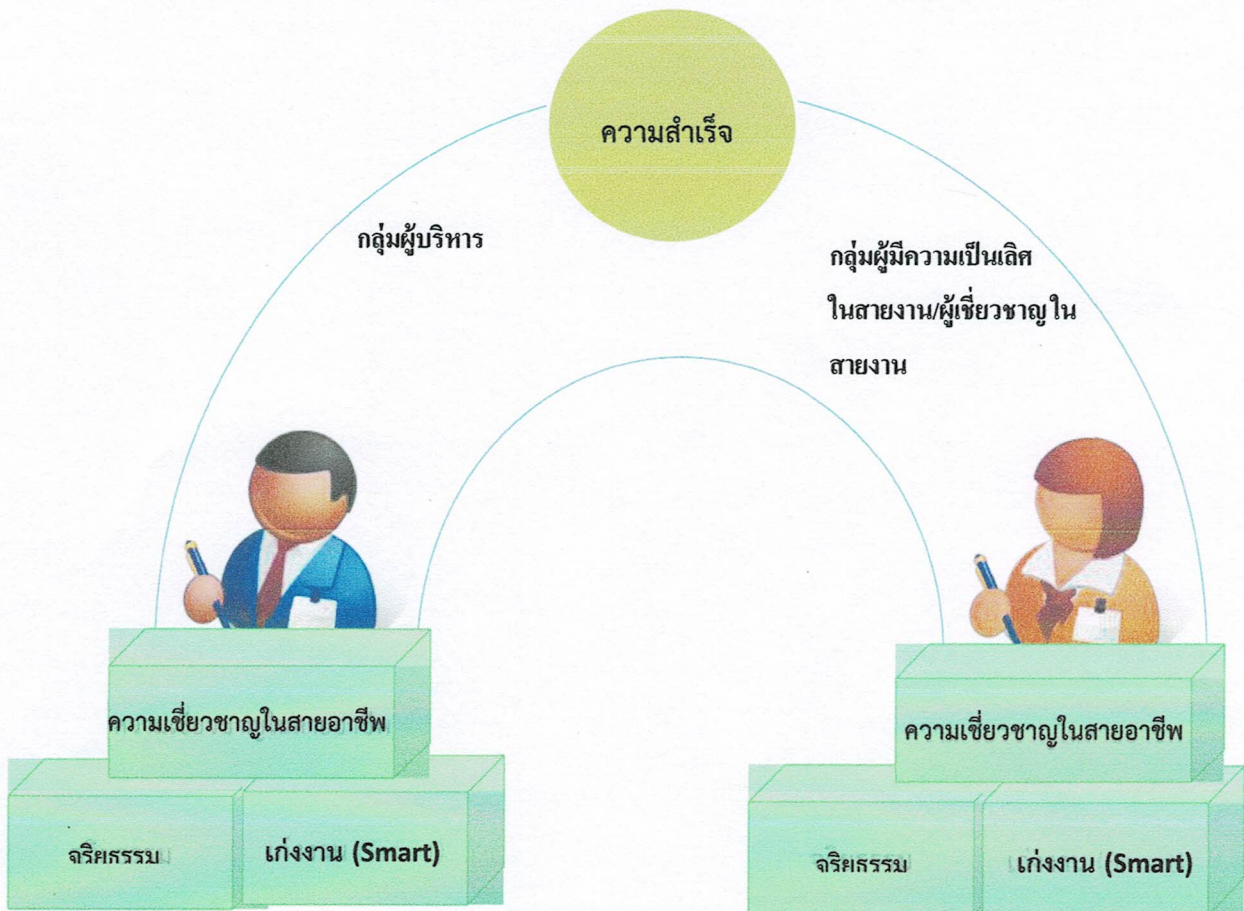 ความสำเร็จ
กลุ่มผู้บริหาร
กลุ่มผู้มีความเป็นเลิศ
ในสายงาน/ผู้เชี่ยวชาญใน
สายงาน
ความเชี่ยวชาญในสายอาชีพ
จริยธรรม
เก่งงาน (Smart)
ความเชี่ยวชาญในสายอาชีพ
จริยธรรม
เก่งงาน (Smart)